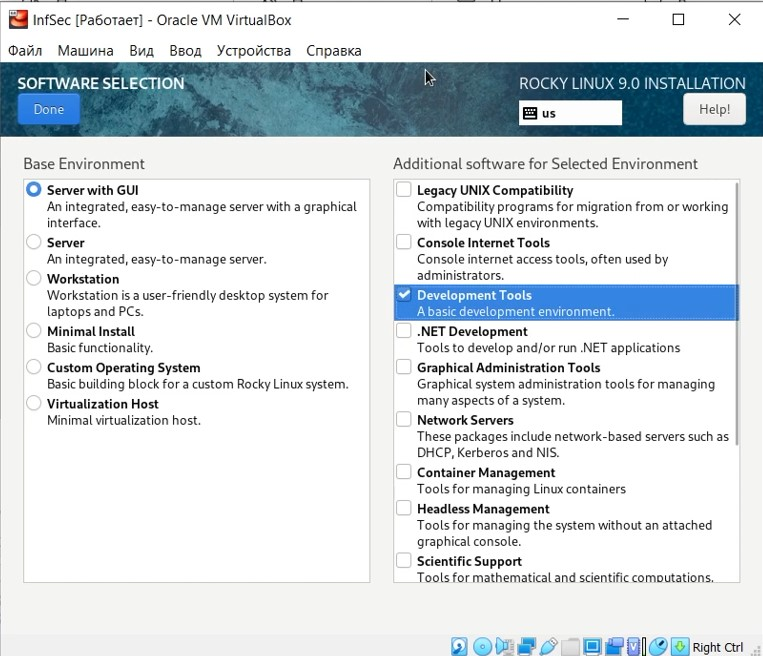 InfSec [Работает] - Oracle VM VirtualBox
Файл Машина Вид Ввод Устройства Справка
SOFTWARE SELECTION
ROCKY LINUX 9.0 INSTALLATION
Done
us
Help!
Base Environment
Server with GUI
An integrated, easy-to-manage server with a graphical
interface.
Server
An integrated, easy-to-manage server.
Workstation
Workstation is a user-friendly desktop system for
laptops and PCs.
Minimal Install
Basic functionality.
Custom Operating System
Basic building block for a custom Rocky Linux system.
Virtualization Host
Minimal virtualization host.
Additional software for Selected Environment
Legacy UNIX Compatibility
Compatibility programs for migration from or working
with legacy UNIX environments.
Console Internet Tools
Console internet access tools, often used by
administrators.
Development Tools
A basic development environment.
.NET Development
Tools to develop and/or run .NET applications
Graphical Administration Tools
Graphical system administration tools for managing
many aspects of a system.
Network Servers
These packages include network-based servers such as
DHCP, Kerberos and NIS.
Container Management
Tools for managing Linux containers
Headless Management
Tools for managing the system without an attached
graphical console.
Scientific Support
Tools for mathematical and scientific computations.
Right Ctrl